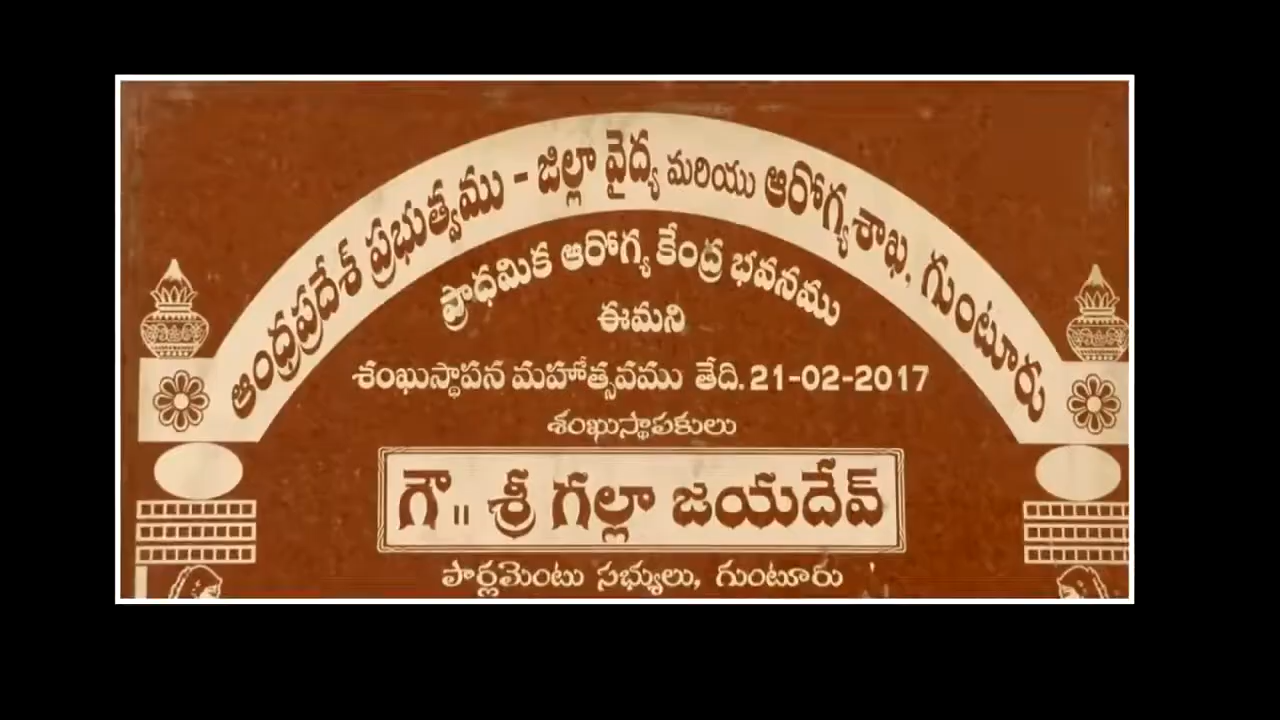 ఆంధ్రప్రదేశ్ ప్రభుత్వము - జిల్లా వైద్య మరియు ఆరోగ్యశాఖ, గుంటూరు
ప్రాధమిక ఆరోగ్య కేంద్ర భవనము
ఈమని
శంఖుస్థాపన మహోత్సవము తేది. 21-02-2017
శంఖుస్థాపకులు
గౌ॥ శ్రీ గల్లా జయదేవ్
పార్లమెంటు సభ్యులు, గుంటూరు